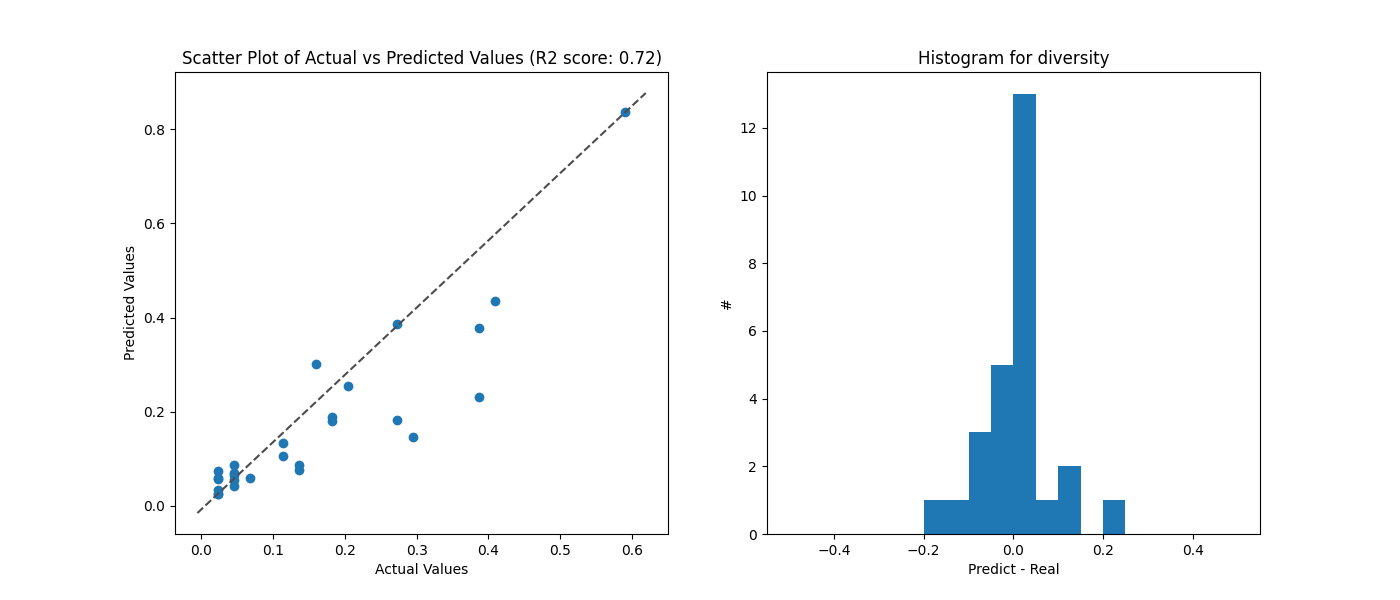 Scatter Plot of Actual vs Predicted Values (R2 score: 0.72)
Predicted Values
0.8
0.6
0.4
0.2
0.0
0.0 0.1 0.2 0.3 0.4 0.5 0.6
Actual Values
Histogram for diversity
#
12
10
8
6
4
2
0
−0.4 −0.2 0.0 0.2 0.4
Predict - Real